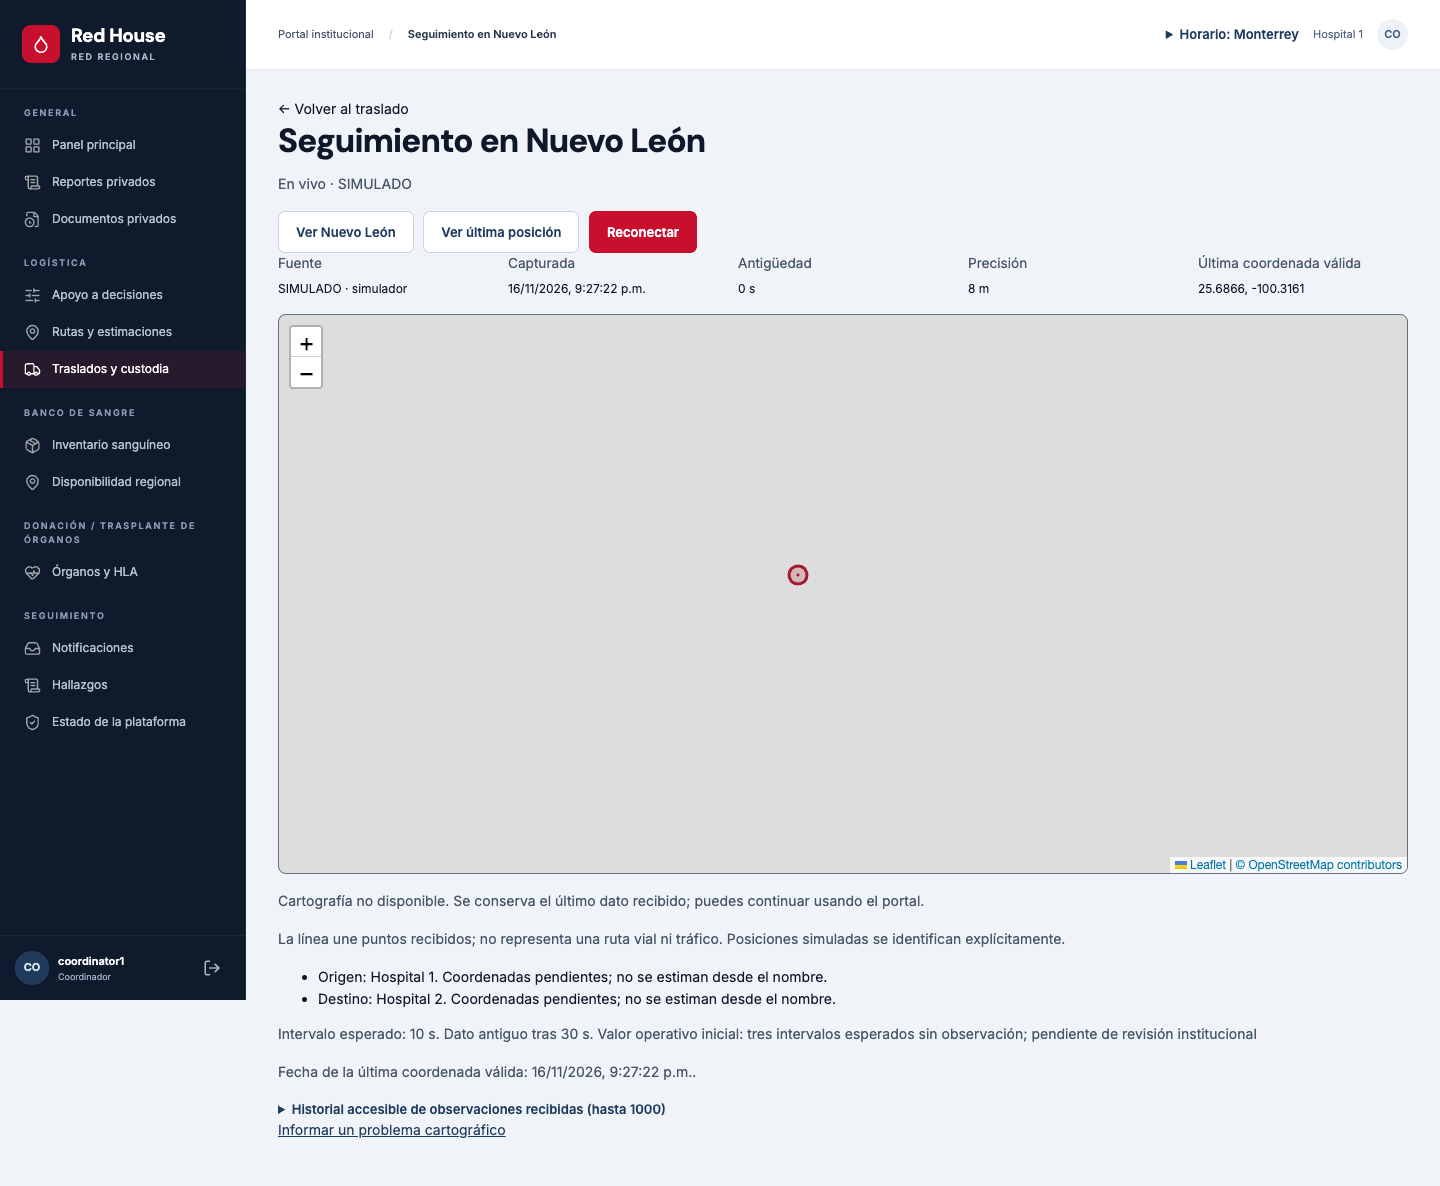 Red House
RED REGIONAL
GENERAL
Panel principal
Reportes privados
Documentos privados
LOGÍSTICA
Apoyo a decisiones
Rutas y estimaciones
Traslados y custodia
BANCO DE SANGRE
Inventario sanguíneo
Disponibilidad regional
DONACIÓN / TRASPLANTE DE
ÓRGANOS
Órganos y HLA
SEGUIMIENTO
Notificaciones
Hallazgos
Estado de la plataforma
CO
coordinator1
Coordinador
Portal institucional / Seguimiento en Nuevo León
▶ Horario: Monterrey Hospital 1 CO
← Volver al traslado
Seguimiento en Nuevo León
En vivo · SIMULADO
Ver Nuevo León Ver última posición Reconectar
Fuente Capturada Antigüedad Precisión Última coordenada válida
SIMULADO · simulador 16/11/2026, 9:27:22 p.m. 0 s 8 m 25.6866, -100.3161
+
−
Leaflet | © OpenStreetMap contributors
Cartografía no disponible. Se conserva el último dato recibido; puedes continuar usando el portal.
La línea une puntos recibidos; no representa una ruta vial ni tráfico. Posiciones simuladas se identifican explícitamente.
• Origen: Hospital 1. Coordenadas pendientes; no se estiman desde el nombre.
• Destino: Hospital 2. Coordenadas pendientes; no se estiman desde el nombre.
Intervalo esperado: 10 s. Dato antiguo tras 30 s. Valor operativo inicial: tres intervalos esperados sin observación; pendiente de revisión institucional
Fecha de la última coordenada válida: 16/11/2026, 9:27:22 p.m..
▶ Historial accesible de observaciones recibidas (hasta 1000)
Informar un problema cartográfico